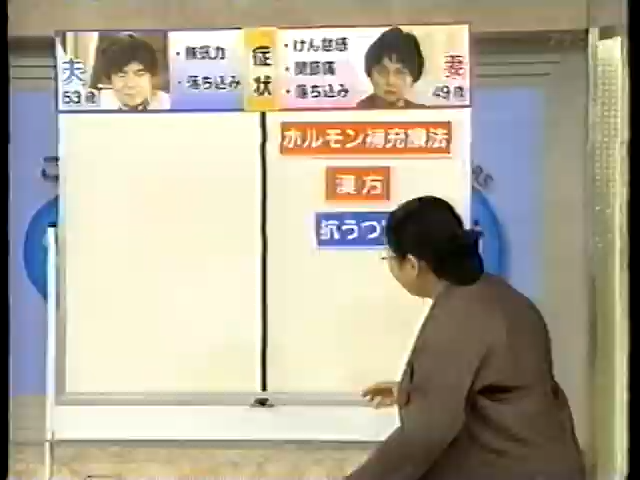 夫
53歳
・無気力
・落ち込み
症状
・けん怠感
・関節痛
・落ち込み
妻
49歳
ホルモン補充療法
漢方
抗うつ